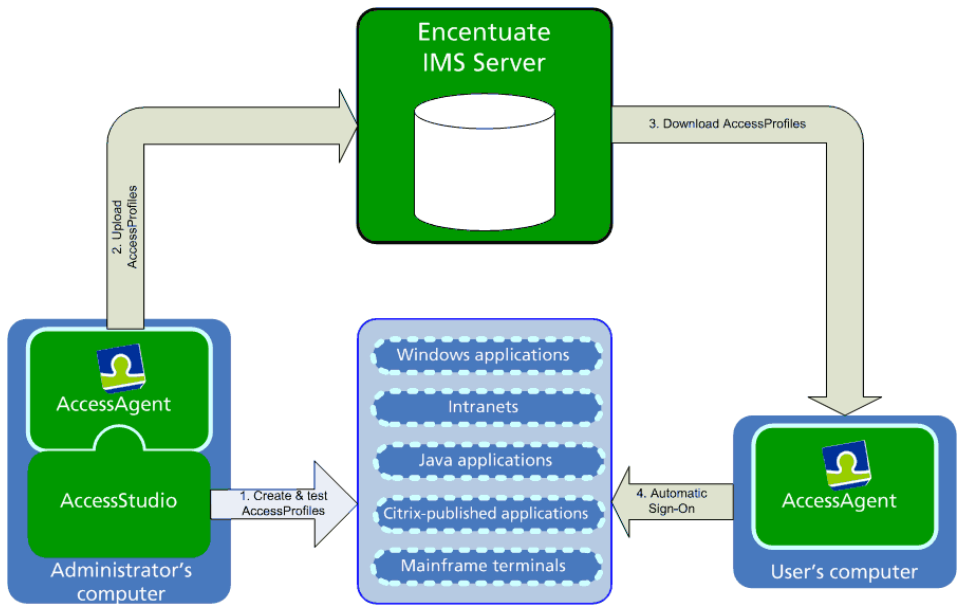 Encentuate
IMS Server
3. Download AccessProfiles
2. Upload
AccessProfiles
AccessAgent
AccessStudio
Administrator's
computer
1. Create & test
AccessProfiles
Windows applications
Intranets
Java applications
Citrix-published applications
Mainframe terminals
4. Automatic
Sign-On
AccessAgent
User's computer